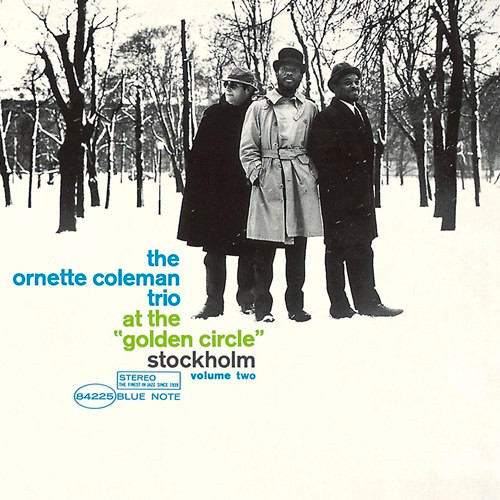 the
ornette coleman
trio
at the
"golden circle"
stockholm
volume two
STEREO
THE FINEST IN JAZZ SINCE 1939
84225 BLUE NOTE